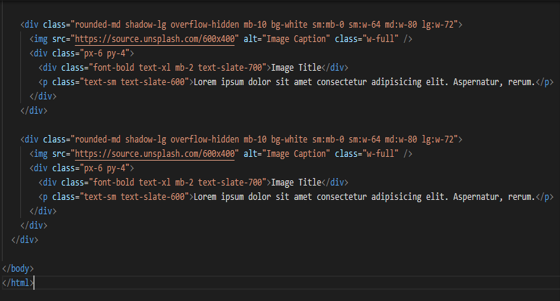 <div class="rounded-md shadow-lg overflow-hidden mb-10 bg-white sm:mb-0 sm:w-64 md:w-80 lg:w-72">
<img src="https://source.unsplash.com/600x400" alt="Image Caption" class="w-full" />
<div class="px-6 py-4">
<div class="font-bold text-xl mb-2 text-slate-700">Image Title</div>
<p class="text-sm text-slate-600">Lorem ipsum dolor sit amet consectetur adipisicing elit. Aspernatur, rerum.</p>
</div>
</div>
<div class="rounded-md shadow-lg overflow-hidden mb-10 bg-white sm:mb-0 sm:w-64 md:w-80 lg:w-72">
<img src="https://source.unsplash.com/600x400" alt="Image Caption" class="w-full" />
<div class="px-6 py-4">
<div class="font-bold text-xl mb-2 text-slate-700">Image Title</div>
<p class="text-sm text-slate-600">Lorem ipsum dolor sit amet consectetur adipisicing elit. Aspernatur, rerum.</p>
</div>
</div>
</div>
</body>
</html>